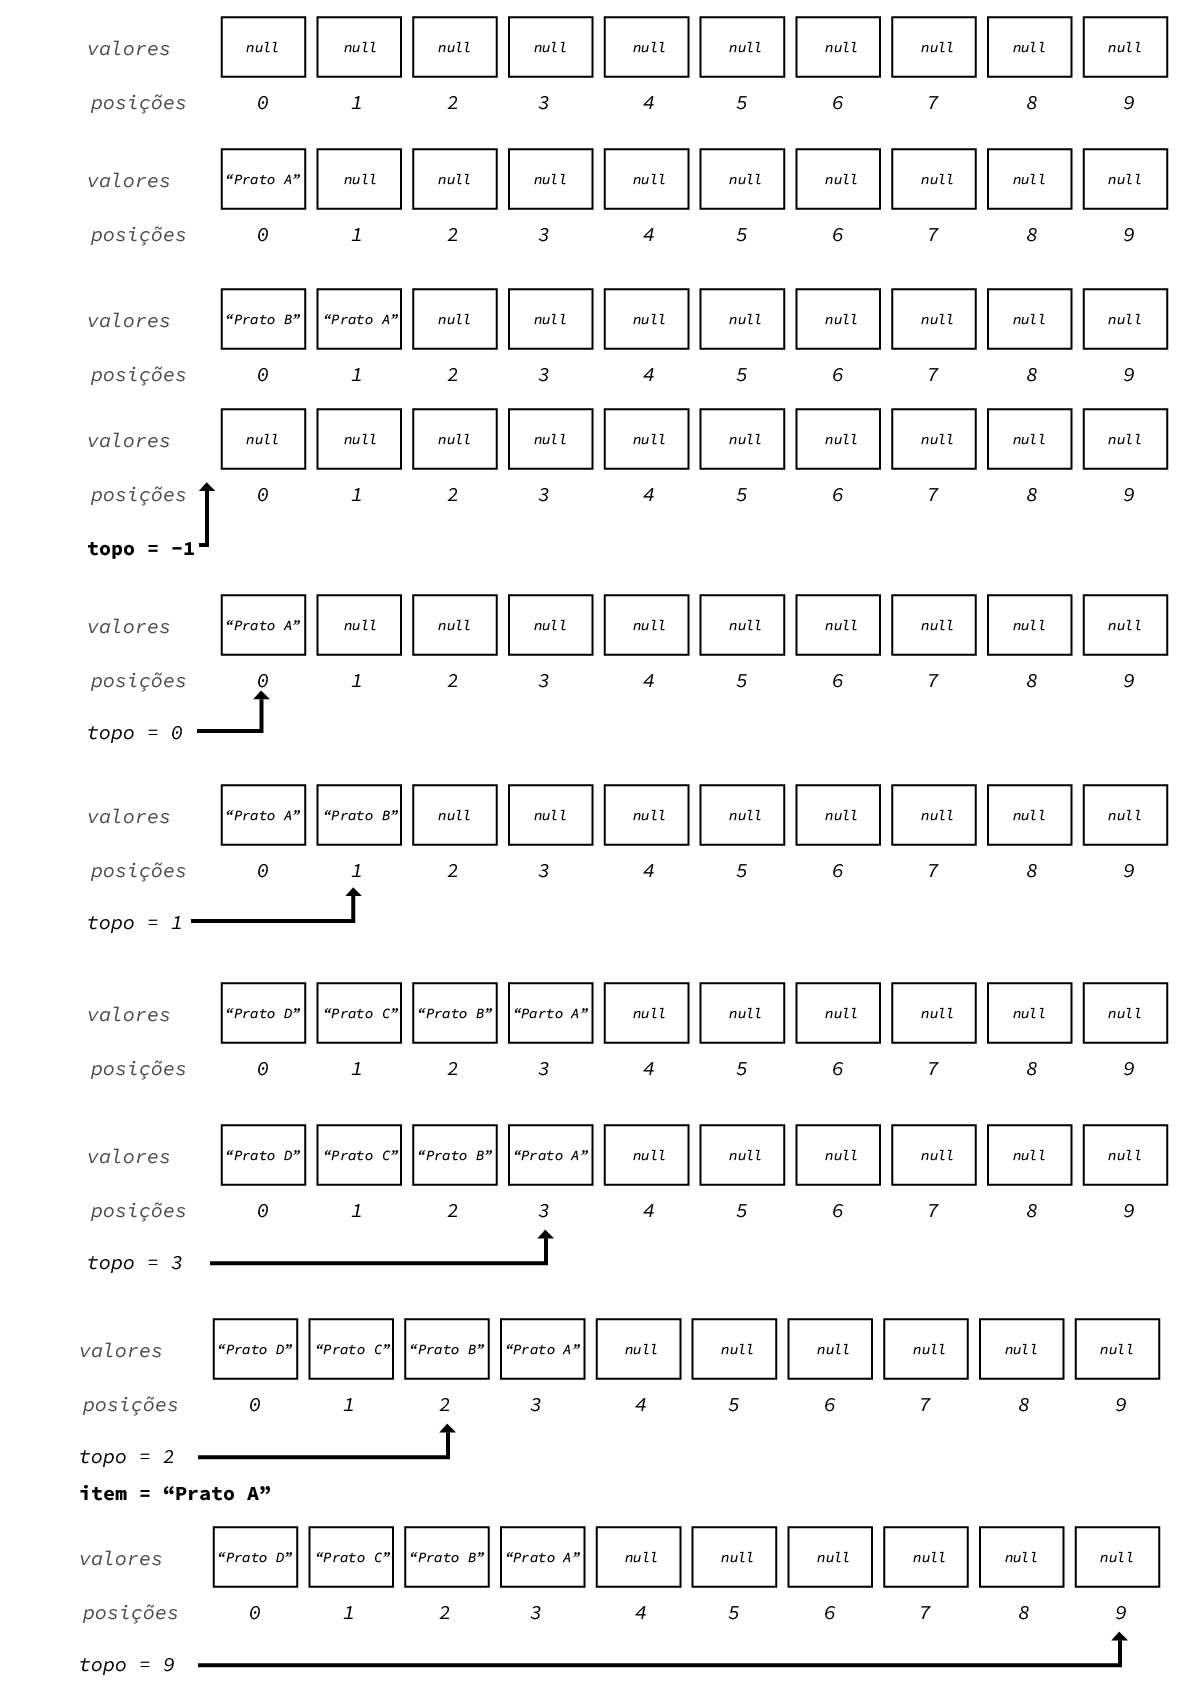 valores null null null null null null null null null null
posições 0 1 2 3 4 5 6 7 8 9
valores “Prato A” null null null null null null null null null
posições 0 1 2 3 4 5 6 7 8 9
valores “Prato B” “Prato A” null null null null null null null null
posições 0 1 2 3 4 5 6 7 8 9
valores null null null null null null null null null null
posições 0 1 2 3 4 5 6 7 8 9
topo = -1
valores “Prato A” null null null null null null null null null
posições 0 1 2 3 4 5 6 7 8 9
topo = 0
valores “Prato A” “Prato B” null null null null null null null null
posições 0 1 2 3 4 5 6 7 8 9
topo = 1
valores “Prato D” “Prato C” “Prato B” “Parto A” null null null null null null
posições 0 1 2 3 4 5 6 7 8 9
valores “Prato D” “Prato C” “Prato B” “Prato A” null null null null null null
posições 0 1 2 3 4 5 6 7 8 9
topo = 3
valores “Prato D” “Prato C” “Prato B” “Prato A” null null null null null null
posições 0 1 2 3 4 5 6 7 8 9
topo = 2
item = “Prato A”
valores “Prato D” “Prato C” “Prato B” “Prato A” null null null null null null
posições 0 1 2 3 4 5 6 7 8 9
topo = 9